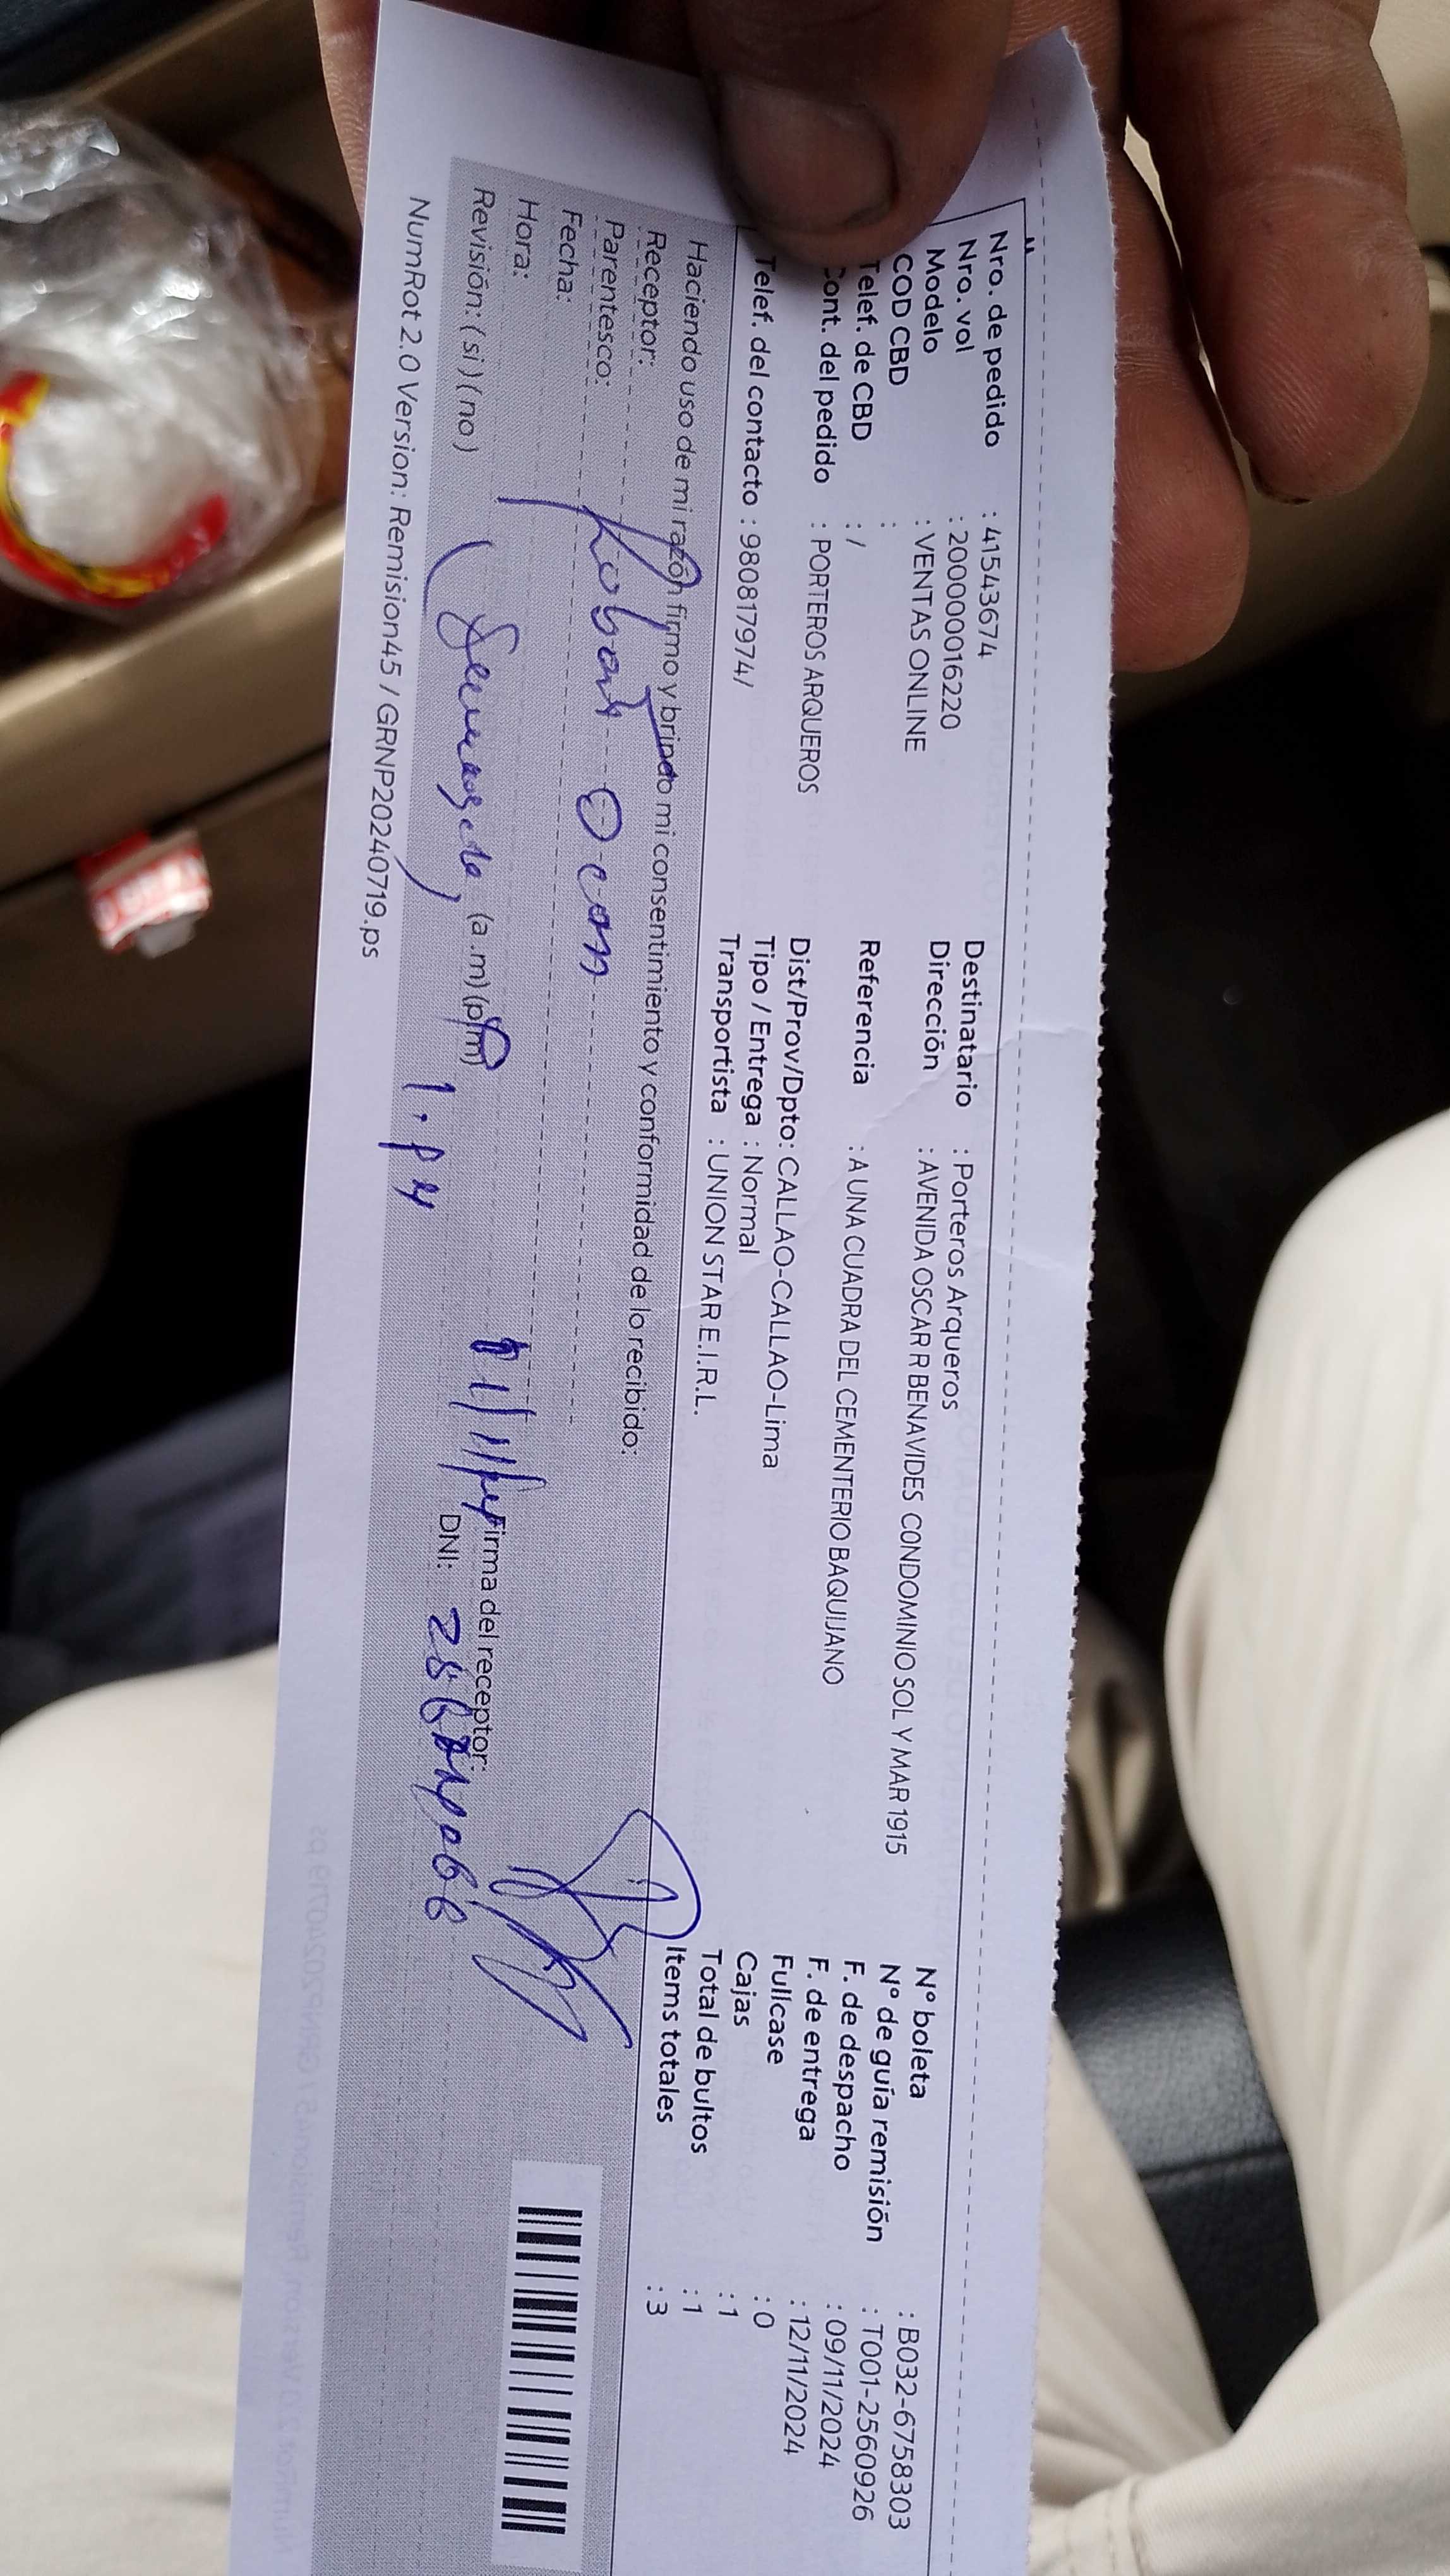 Nro. de pedido : 41543674
Nro. vol : 200000016220
Modelo : VENTAS ONLINE
COD CBD :
Telef. de CBD : /
Cont. del pedido : PORTEROS ARQUEROS
Telef. del contacto : 980817974/
Destinatario : Porteros Arqueros
Dirección : AVENIDA OSCAR R BENAVIDES CONDOMINIO SOL Y MAR 1915
Referencia : A UNA CUADRA DEL CEMENTERIO BAQUIJANO
Dist/Prov/Dpto: CALLAO-CALLAO-Lima
Tipo / Entrega : Normal
Transportista : UNION STAR E.I.R.L.
N° boleta : B032-6758303
N° de guía remisión : T001-2560926
F. de despacho : 09/11/2024
F. de entrega : 12/11/2024
Fullcase : 0
Cajas : 1
Total de bultos : 1
Items totales : 3
Haciendo uso de mi razón firmo y brindo mi consentimiento y conformidad de lo recibido:
Receptor:
Parentesco:
Fecha:
Hora: (a.m) (p.m)
Firma del receptor:
Revisión: (si) (no)
DNI:
NumRot 2.0 Version: Remision45 / GRNP20240719.ps